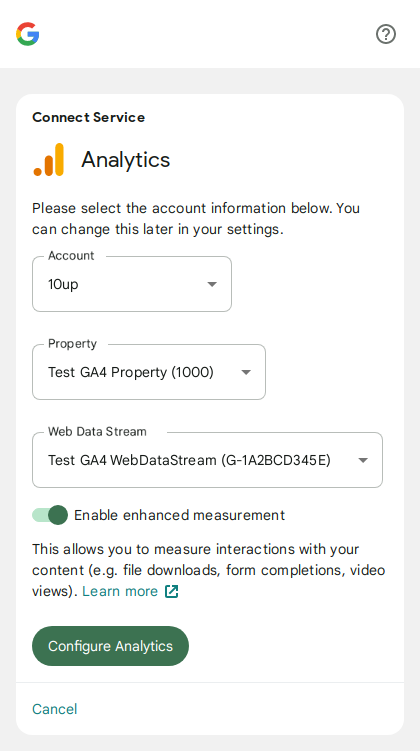 Connect Service
Analytics
Please select the account information below. You
can change this later in your settings.
Account
10up
Property
Test GA4 Property (1000)
Web Data Stream
Test GA4 WebDataStream (G-1A2BCD345E)
Enable enhanced measurement
This allows you to measure interactions with your
content (e.g. file downloads, form completions, video
views). Learn more
Configure Analytics
Cancel